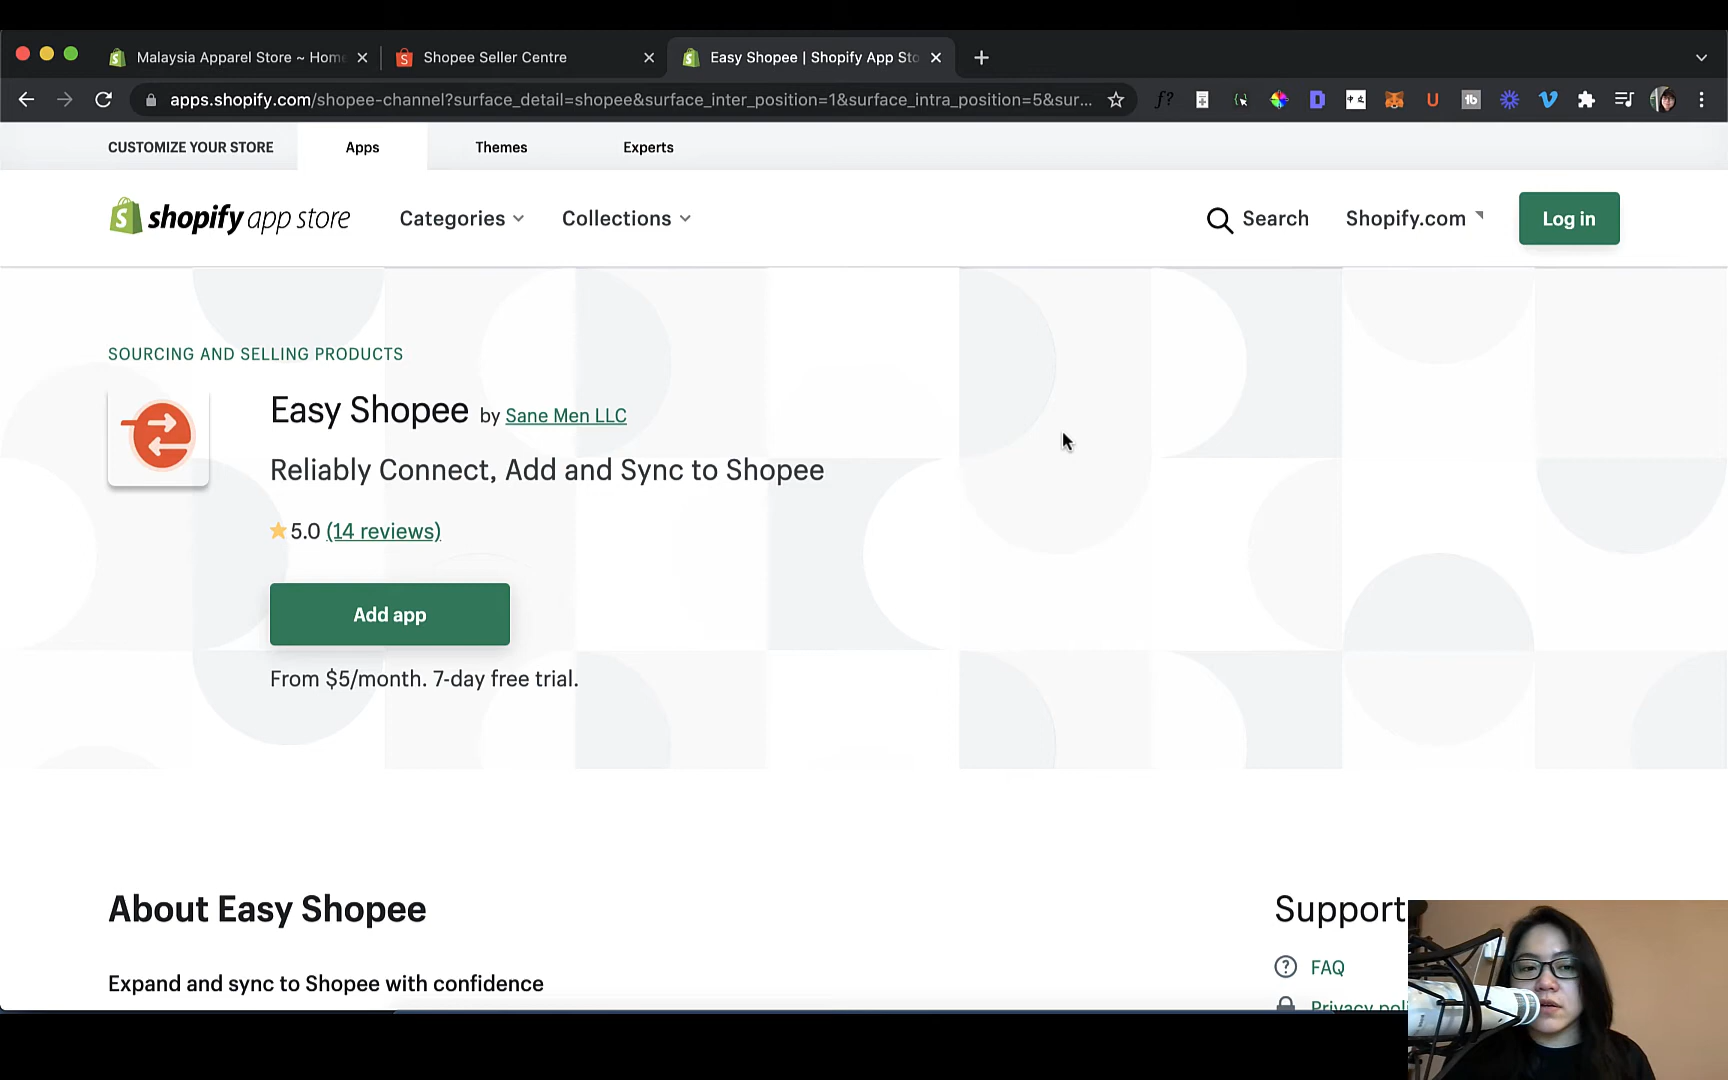 Malaysia Apparel Store ~ Home
Shopee Seller Centre
Easy Shopee | Shopify App Sto
apps.shopify.com/shopee-channel?surface_detail=shopee&surface_inter_position=1&surface_intra_position=5&sur...
CUSTOMIZE YOUR STORE
Apps
Themes
Experts
shopify app store
Categories
Collections
Search
Shopify.com
Log in
SOURCING AND SELLING PRODUCTS
Easy Shopee by Sane Men LLC
Reliably Connect, Add and Sync to Shopee
5.0 (14 reviews)
Add app
From $5/month. 7-day free trial.
About Easy Shopee
Support
Expand and sync to Shopee with confidence
FAQ
Privacy poli